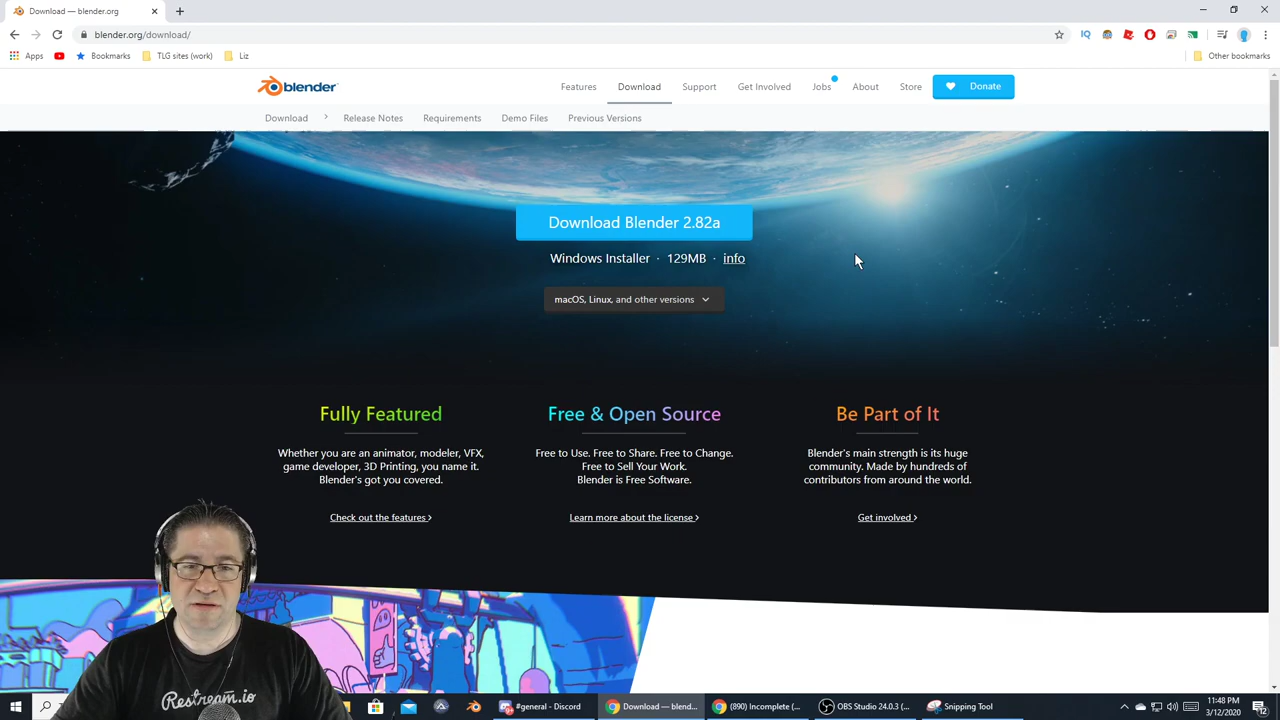 Download — blender.org
blender.org/download/
Apps
Bookmarks
TLG sites (work)
Liz
Other bookmarks
blender
Features
Download
Support
Get Involved
Jobs
About
Store
Donate
Download
Release Notes
Requirements
Demo Files
Previous Versions
Download Blender 2.82a
Windows Installer · 129MB · info
macOS, Linux, and other versions
Fully Featured
Whether you are an animator, modeler, VFX,
game developer, 3D Printing, you name it.
Blender's got you covered.
Check out the features
Free & Open Source
Free to Use. Free to Share. Free to Change.
Free to Sell Your Work.
Blender is Free Software.
Learn more about the license
Be Part of It
Blender's main strength is its huge
community. Made by hundreds of
contributors from around the world.
Get involved
Restream.io
#general - Discord
Download — blend...
(890) Incomplete (...
OBS Studio 24.0.3 (...
Snipping Tool
11:48 PM
3/12/2020
12